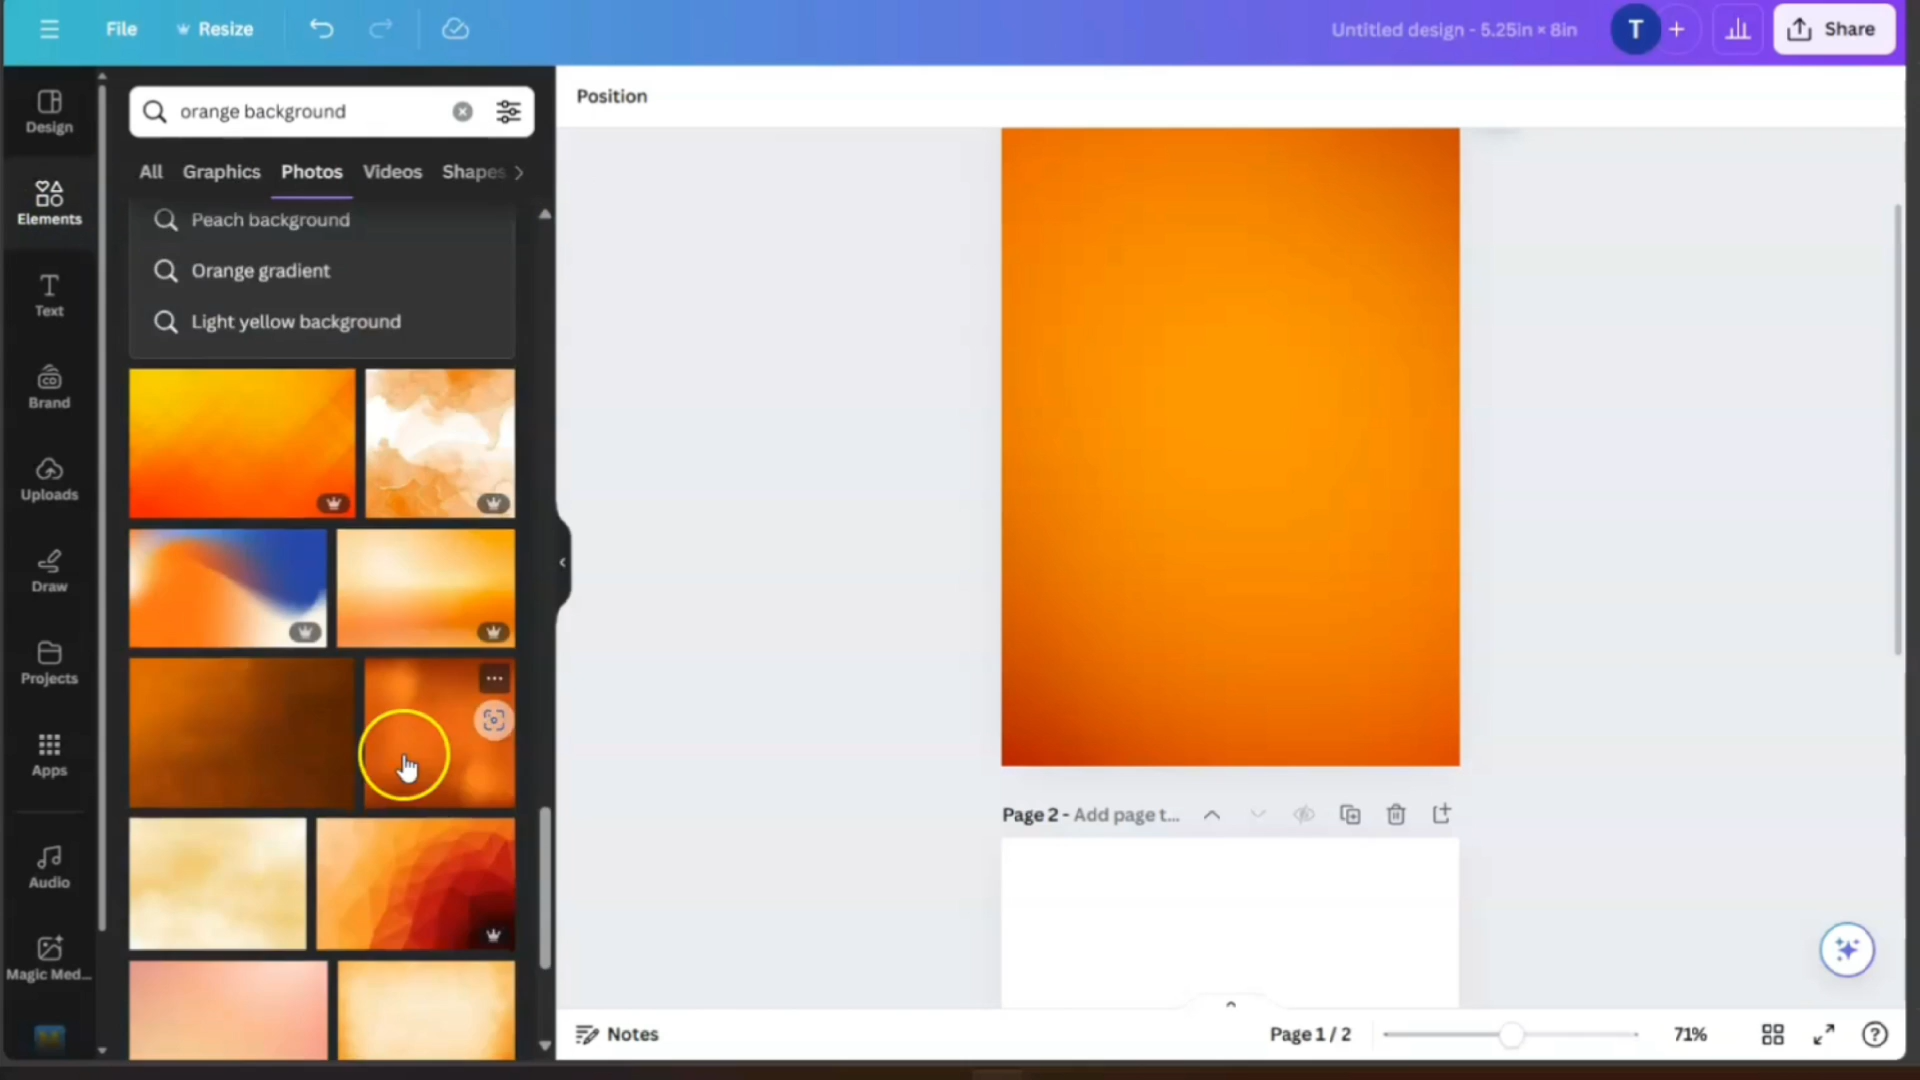 File
Resize
Untitled design - 5.25in × 8in
T
Share
Design
Elements
Text
Brand
Uploads
Draw
Projects
Apps
Audio
Magic Med...
orange background
All
Graphics
Photos
Videos
Shapes
Peach background
Orange gradient
Light yellow background
Position
Page 2 - Add page t...
Notes
Page 1 / 2
71%